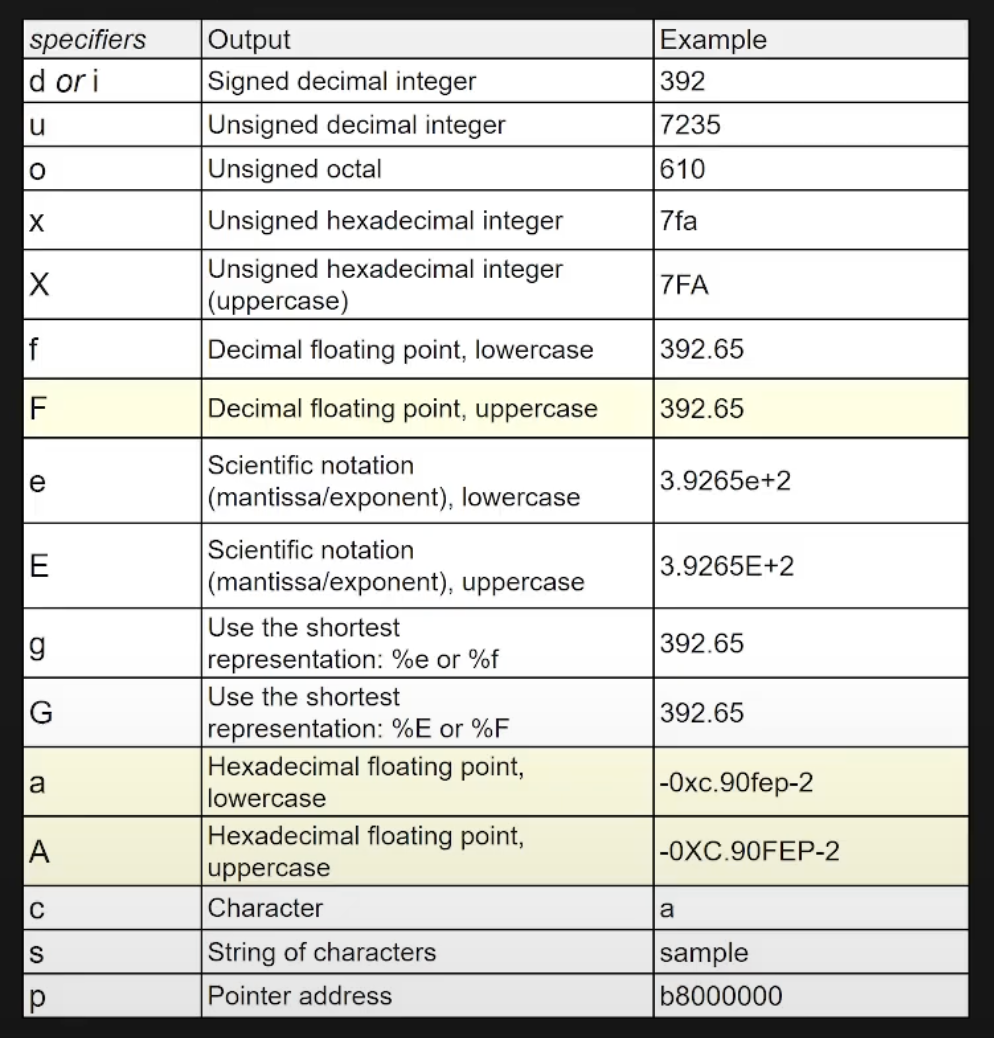 specifiers Output Example
d or i Signed decimal integer 392
u Unsigned decimal integer 7235
o Unsigned octal 610
x Unsigned hexadecimal integer 7fa
X Unsigned hexadecimal integer
(uppercase) 7FA
f Decimal floating point, lowercase 392.65
F Decimal floating point, uppercase 392.65
e Scientific notation
(mantissa/exponent), lowercase 3.9265e+2
E Scientific notation
(mantissa/exponent), uppercase 3.9265E+2
g Use the shortest
representation: %e or %f 392.65
G Use the shortest
representation: %E or %F 392.65
a Hexadecimal floating point,
lowercase -0xc.90fep-2
A Hexadecimal floating point,
uppercase -0XC.90FEP-2
c Character a
s String of characters sample
p Pointer address b8000000